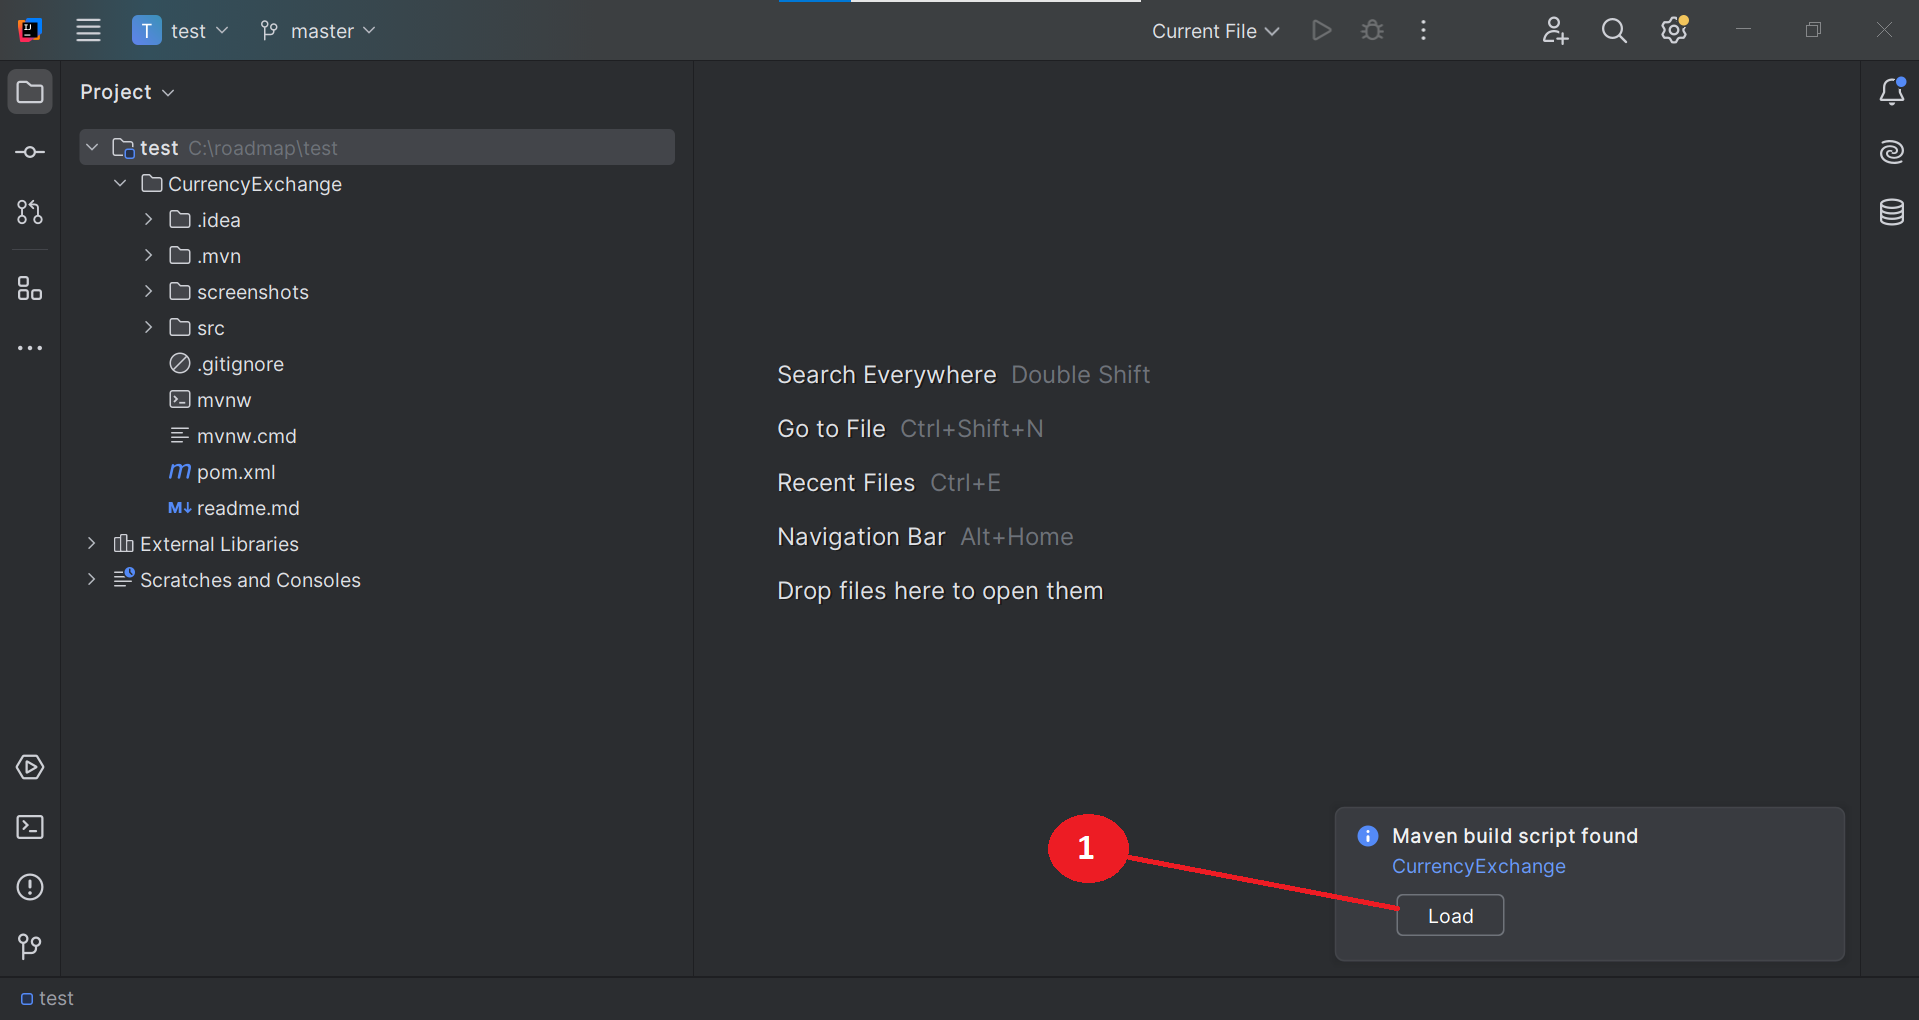 T test master Current File
Project
test C:\roadmap\test
CurrencyExchange
.idea
.mvn
screenshots
src
.gitignore
mvnw
mvnw.cmd
m pom.xml
M↓ readme.md
External Libraries
Scratches and Consoles
Search Everywhere Double Shift
Go to File Ctrl+Shift+N
Recent Files Ctrl+E
Navigation Bar Alt+Home
Drop files here to open them
1
Maven build script found
CurrencyExchange
Load
test